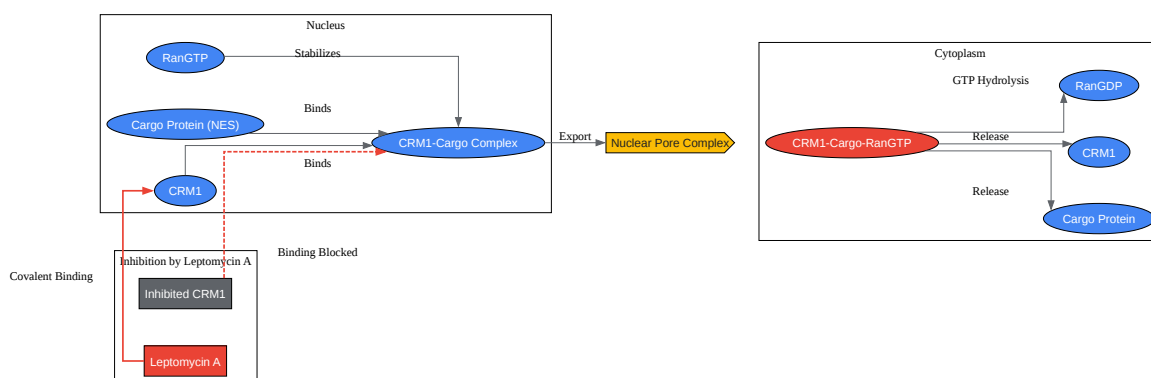 Nucleus
RanGTP
Stabilizes
Cargo Protein (NES)
Binds
CRM1-Cargo Complex
Binds
CRM1
Export
Nuclear Pore Complex
Cytoplasm
GTP Hydrolysis
RanGDP
CRM1-Cargo-RanGTP
Release
CRM1
Release
Cargo Protein
Binding Blocked
Inhibition by Leptomycin A
Covalent Binding
Inhibited CRM1
Leptomycin A